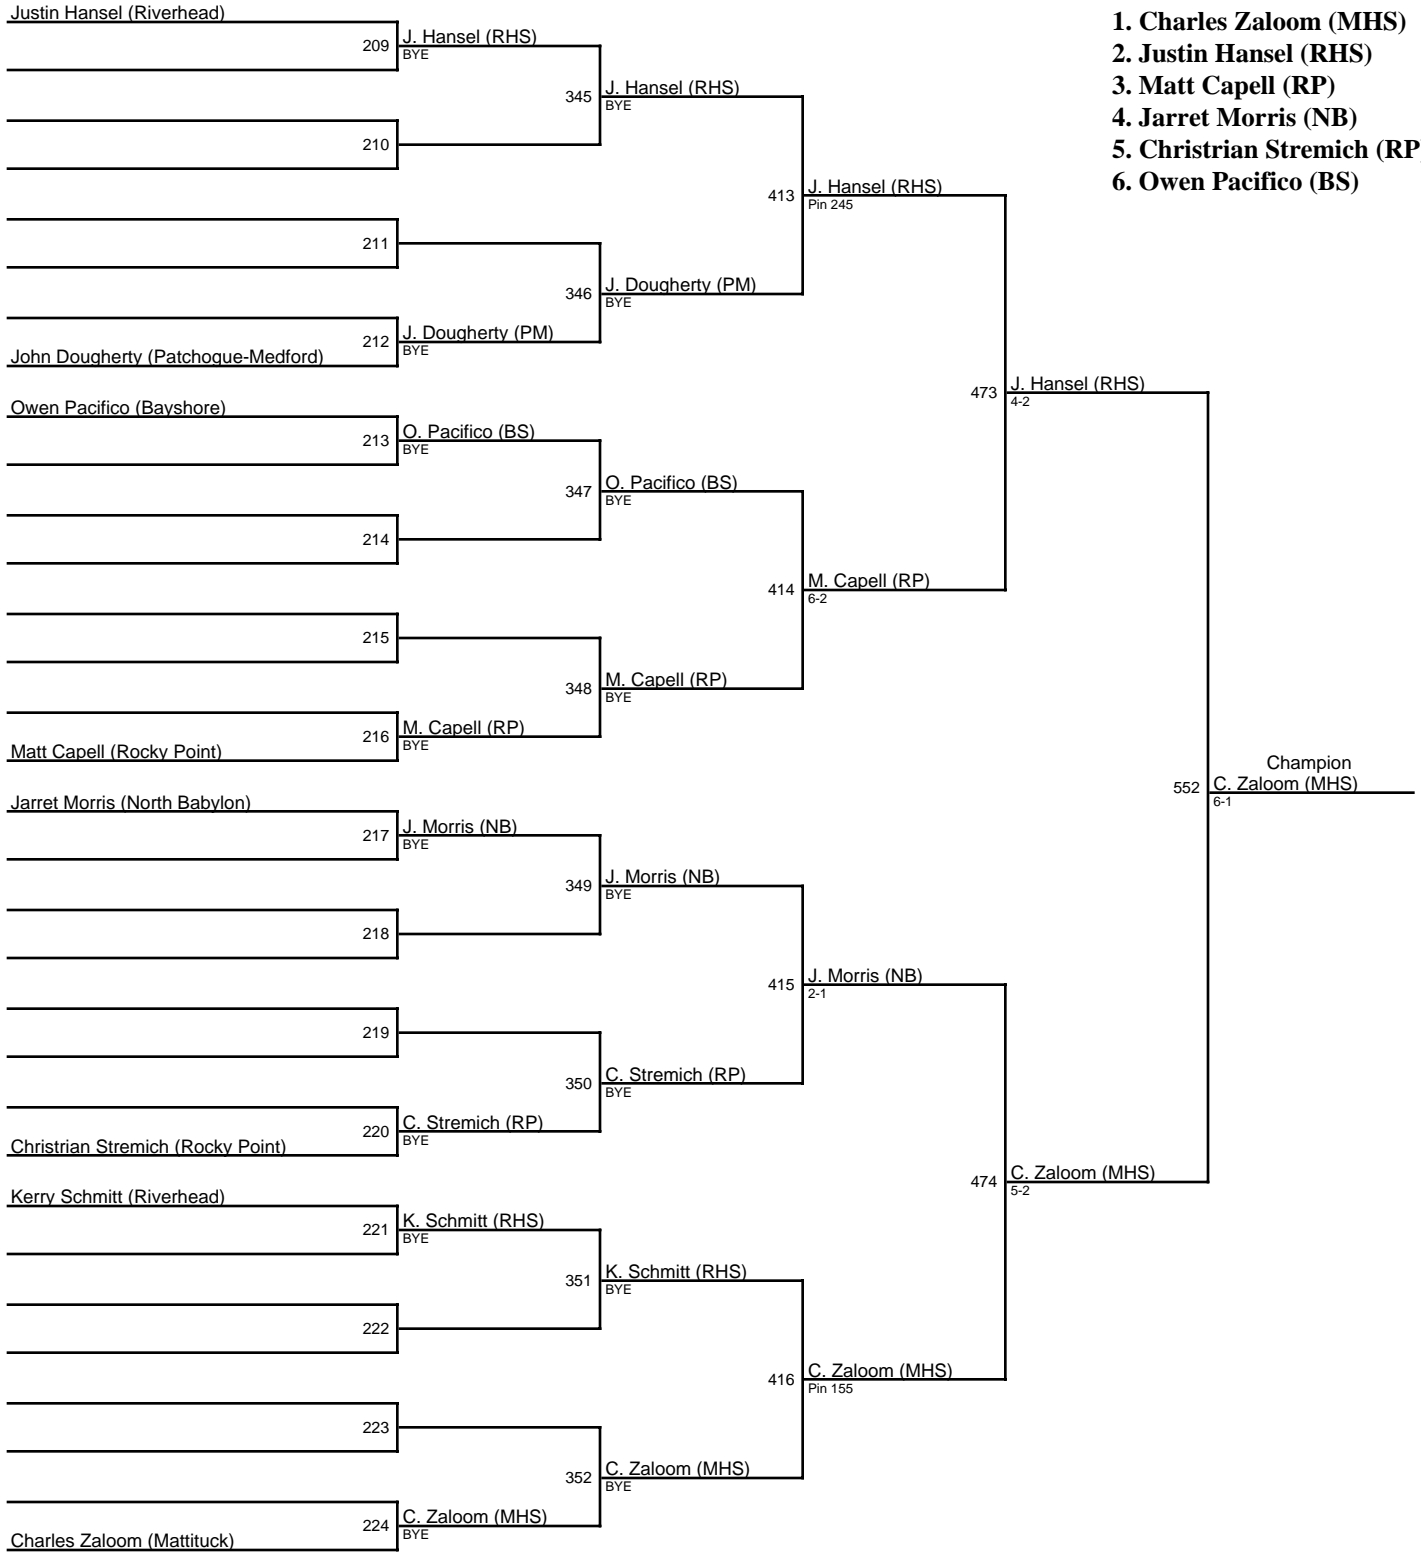 Justin Hansel (Riverhead)
1. Charles Zaloom (MHS)
2. Justin Hansel (RHS)
3. Matt Capell (RP)
4. Jarret Morris (NB)
5. Christrian Stremich (RP
6. Owen Pacifico (BS)
209 J. Hansel (RHS)
BYE
345 J. Hansel (RHS)
BYE
210
413 J. Hansel (RHS)
Pin 245
211
346 J. Dougherty (PM)
BYE
212 J. Dougherty (PM)
BYE
John Dougherty (Patchogue-Medford)
473 J. Hansel (RHS)
4-2
Owen Pacifico (Bayshore)
213 O. Pacifico (BS)
BYE
347 O. Pacifico (BS)
BYE
214
414 M. Capell (RP)
6-2
215
348 M. Capell (RP)
BYE
216 M. Capell (RP)
BYE
Matt Capell (Rocky Point)
Champion
552 C. Zaloom (MHS)
6-1
Jarret Morris (North Babylon)
217 J. Morris (NB)
BYE
349 J. Morris (NB)
BYE
218
415 J. Morris (NB)
2-1
219
350 C. Stremich (RP)
BYE
220 C. Stremich (RP)
BYE
Christrian Stremich (Rocky Point)
474 C. Zaloom (MHS)
5-2
Kerry Schmitt (Riverhead)
221 K. Schmitt (RHS)
BYE
351 K. Schmitt (RHS)
BYE
222
416 C. Zaloom (MHS)
Pin 155
223
352 C. Zaloom (MHS)
BYE
224 C. Zaloom (MHS)
BYE
Charles Zaloom (Mattituck)